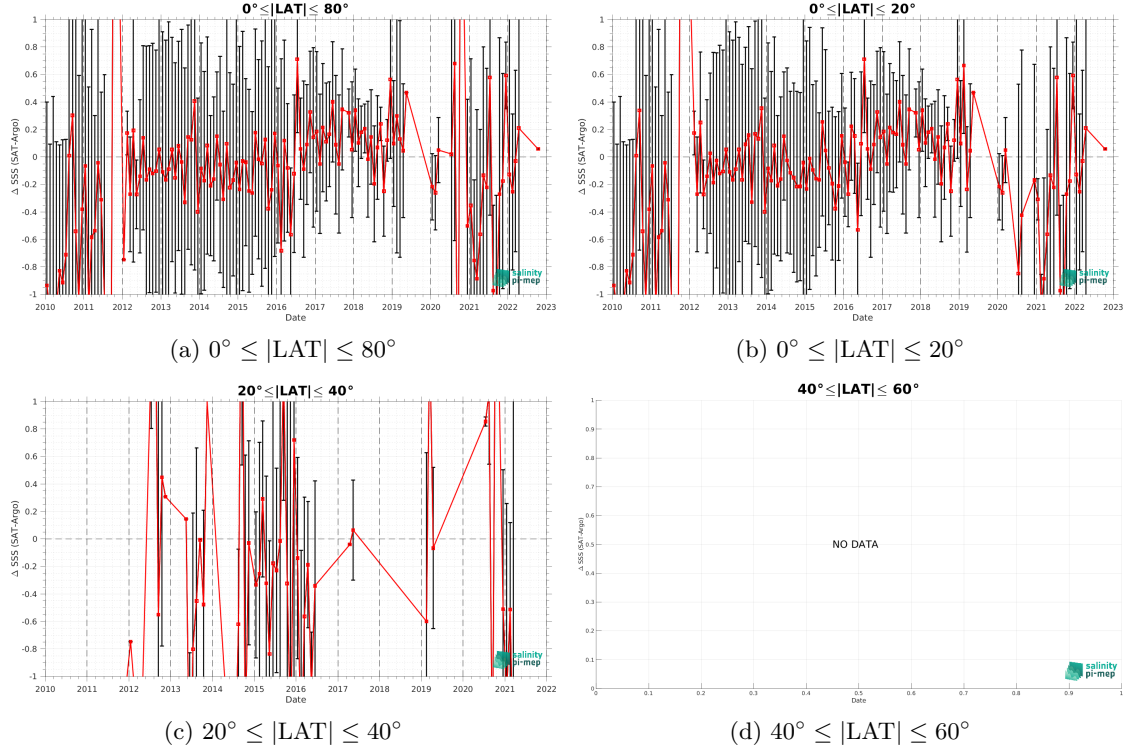 0°≤|LAT|≤ 80°
1
0.8
0.6
0.4
0.2
0
-0.2
-0.4
-0.6
-0.8
-1
Δ SSS (SAT-Argo)
2010 2011 2012 2013 2014 2015 2016 2017 2018 2019 2020 2021 2022 2023
Date
salinity
pi-mep
(a) 0° ≤ |LAT| ≤ 80°
0°≤|LAT|≤ 20°
1
0.8
0.6
0.4
0.2
0
-0.2
-0.4
-0.6
-0.8
-1
Δ SSS (SAT-Argo)
2010 2011 2012 2013 2014 2015 2016 2017 2018 2019 2020 2021 2022 2023
Date
salinity
pi-mep
(b) 0° ≤ |LAT| ≤ 20°
20°≤|LAT|≤ 40°
1
0.8
0.6
0.4
0.2
0
-0.2
-0.4
-0.6
-0.8
-1
Δ SSS (SAT-Argo)
2010 2011 2012 2013 2014 2015 2016 2017 2018 2019 2020 2021 2022
Date
salinity
pi-mep
(c) 20° ≤ |LAT| ≤ 40°
40°≤|LAT|≤ 60°
1
0.9
0.8
0.7
0.6
0.5
0.4
0.3
0.2
0.1
0
Δ SSS (SAT-Argo)
NO DATA
0 0.1 0.2 0.3 0.4 0.5 0.6 0.7 0.8 0.9 1
Date
salinity
pi-mep
(d) 40° ≤ |LAT| ≤ 60°